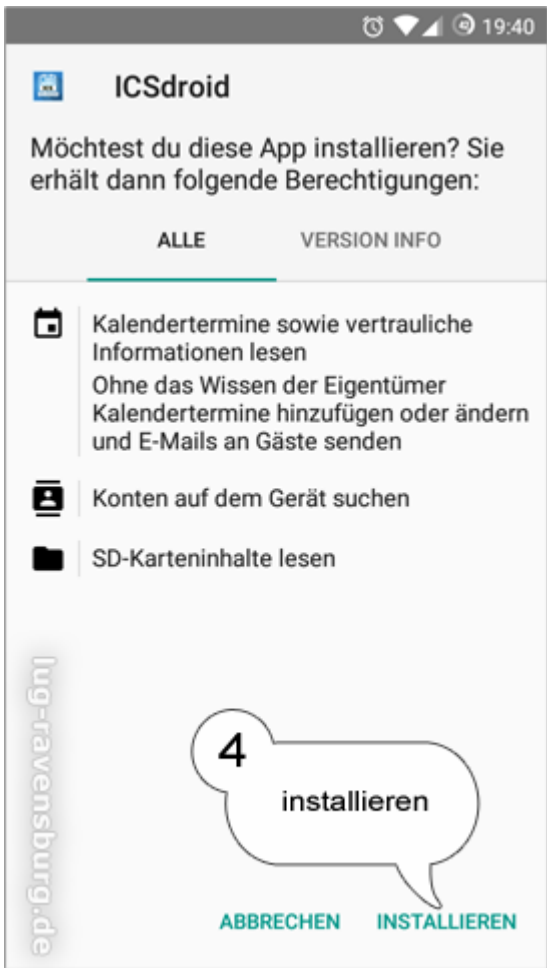 19:40
ICSdroid
Möchtest du diese App installieren? Sie
erhält dann folgende Berechtigungen:
ALLE VERSION INFO
Kalendertermine sowie vertrauliche
Informationen lesen
Ohne das Wissen der Eigentümer
Kalendertermine hinzufügen oder ändern
und E-Mails an Gäste senden
Konten auf dem Gerät suchen
SD-Karteninhalte lesen
lug-ravensburg.de
4
installieren
ABBRECHEN INSTALLIEREN